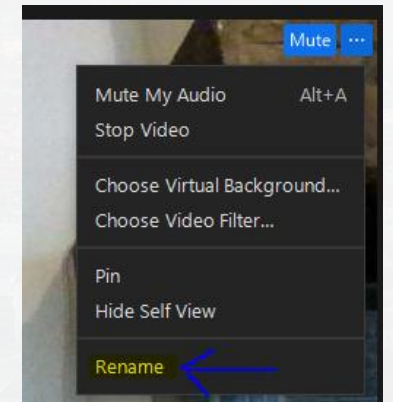 Mute ...
Mute My Audio Alt+A
Stop Video
Choose Virtual Background...
Choose Video Filter...
Pin
Hide Self View
Rename